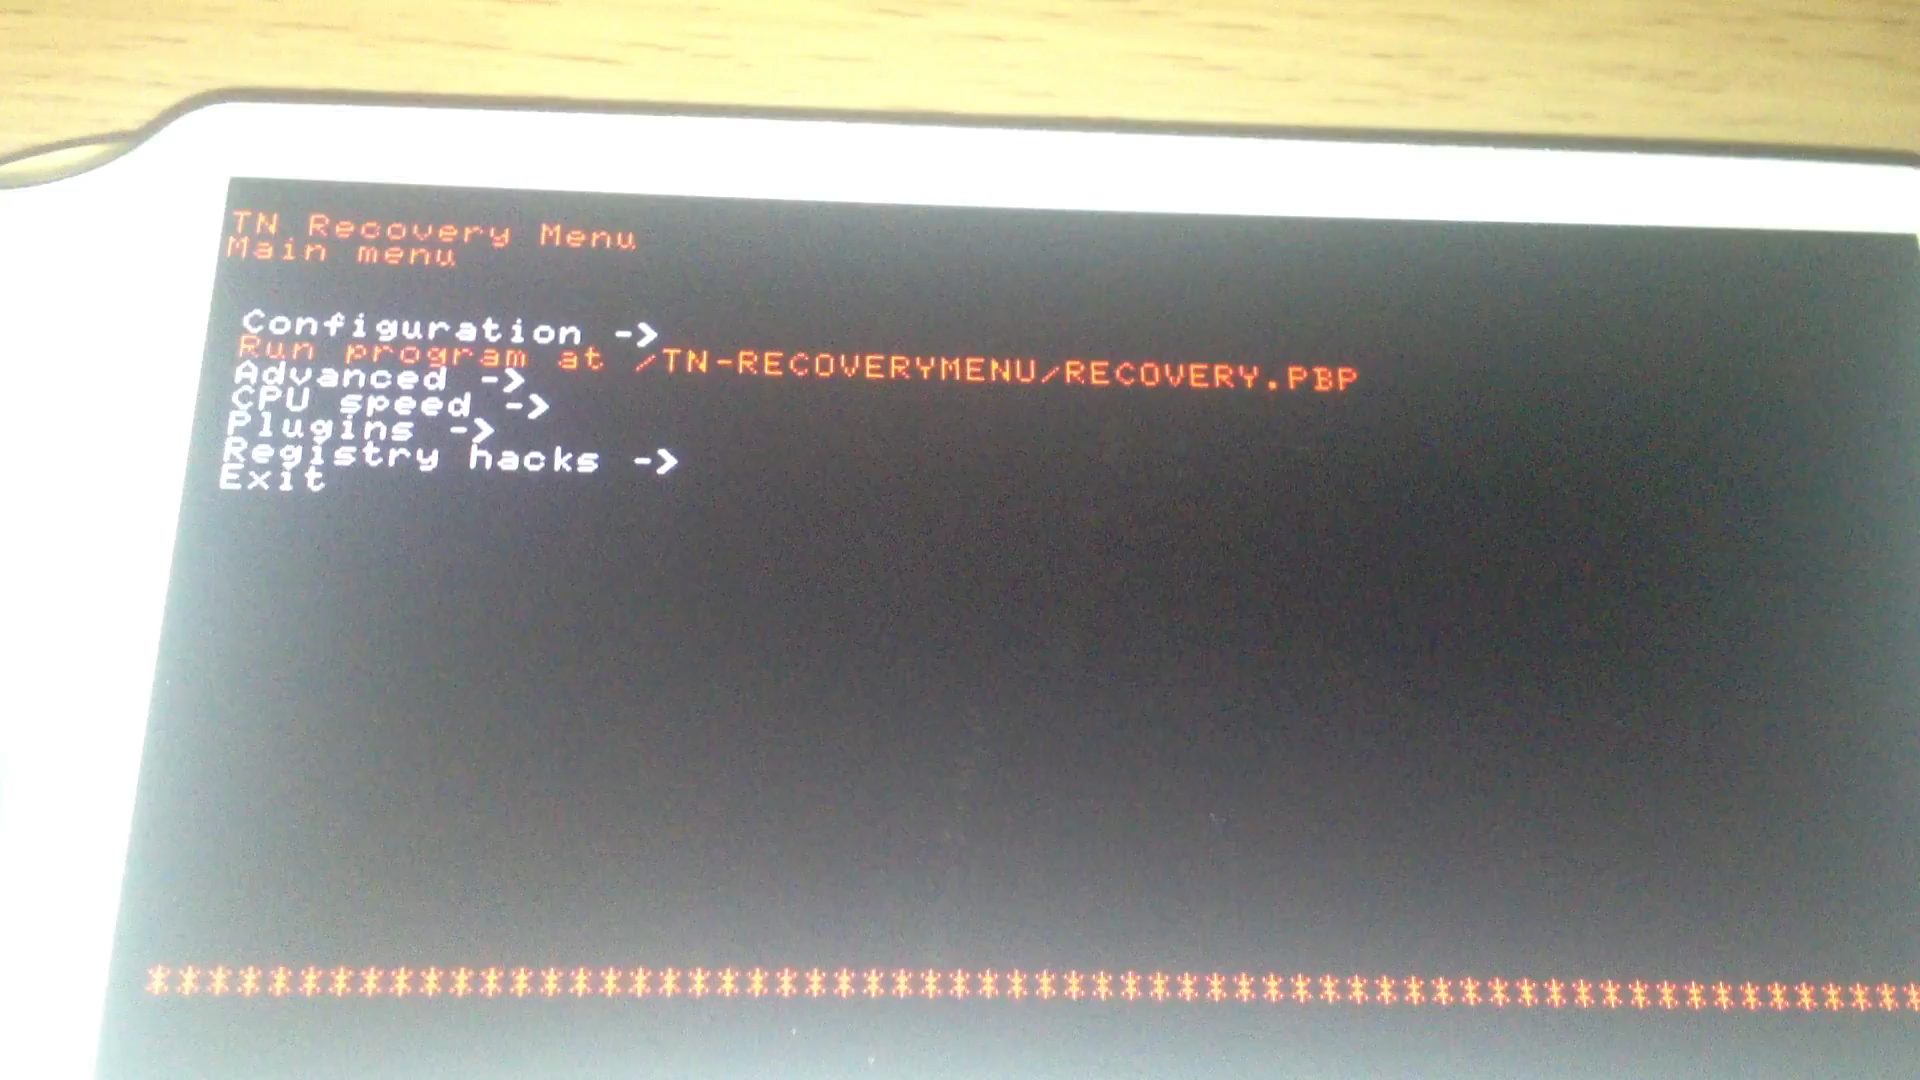 TN Recovery Menu
Main menu
Configuration ->
Run program at /TN-RECOVERYMENU/RECOVERY.PBP
Advanced ->
CPU speed ->
Plugins ->
Registry hacks ->
Exit
*************************************************************